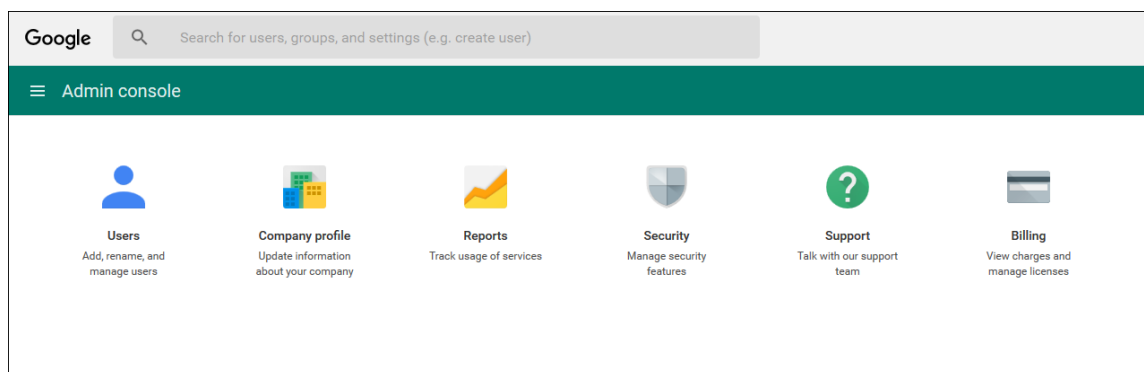 Google
Search for users, groups, and settings (e.g. create user)
Admin console
Users
Add, rename, and
manage users
Company profile
Update information
about your company
Reports
Track usage of services
Security
Manage security
features
Support
Talk with our support
team
Billing
View charges and
manage licenses